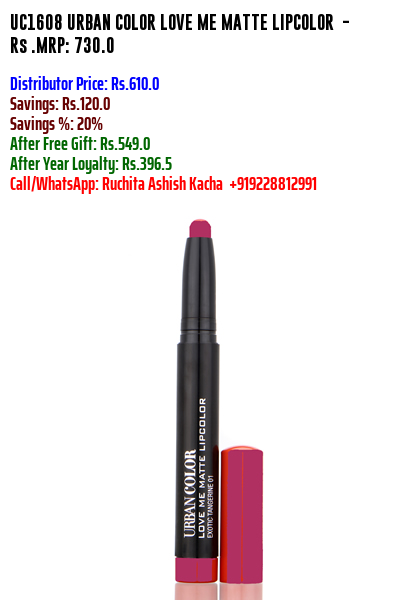 UC1608 URBAN COLOR LOVE ME MATTE LIPCOLOR -
Rs .MRP: 730.0
Distributor Price: Rs.610.0
Savings: Rs.120.0
Savings %: 20%
After Free Gift: Rs.549.0
After Year Loyalty: Rs.396.5
Call/WhatsApp: Ruchita Ashish Kacha +919228812991
URBAN COLOR
LOVE ME MATTE LIPCOLOR
EXOTIC TANGERINE 01